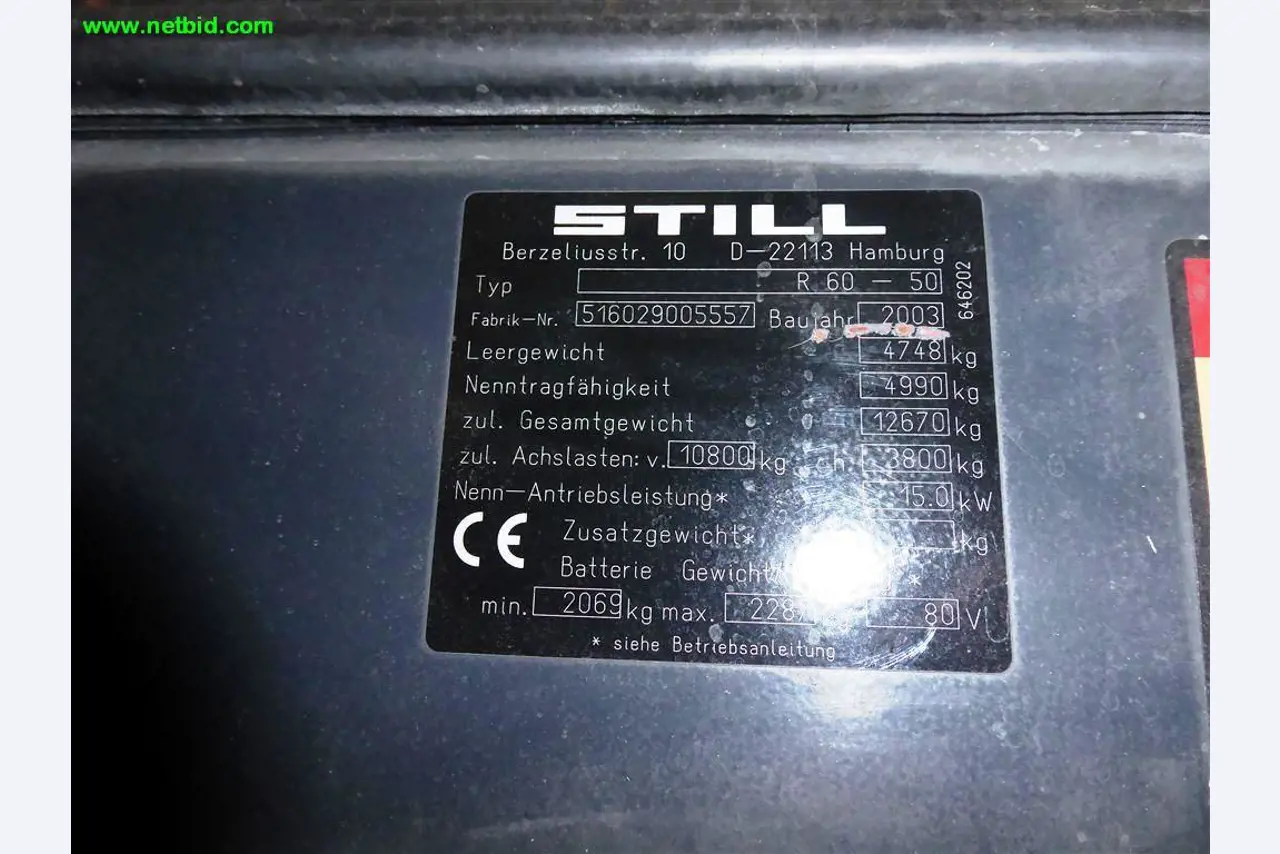 www.netbid.com
STILL
Berzeliusstr. 10 D-22113 Hamburg
Typ R 60 - 50
646202
Fabrik-Nr. 516029005557 Baujahr 2003
Leergewicht 4748 kg
Nenntragfähigkeit 4990 kg
zul. Gesamtgewicht 12670 kg
zul. Achslasten: v. 10800 kg h. 3800 kg
Nenn-Antriebsleistung* 15.0 kW
CE Zusatzgewicht* kg
Batterie Gewicht* *
min. 2069 kg max. 80 V
* siehe Betriebsanleitung